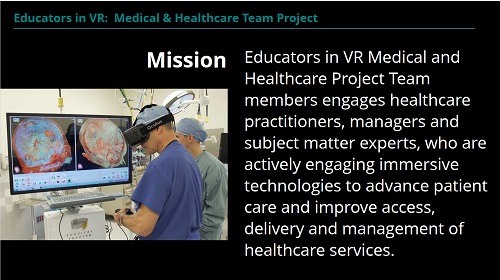 Educators in VR:  Medical & Healthcare Team Project
Mission
Educators in VR Medical and
Healthcare Project Team
members engages healthcare
practitioners, managers and
subject matter experts, who are
actively engaging immersive
technologies to advance patient
care and improve access,
delivery and management of
healthcare services.
oculus